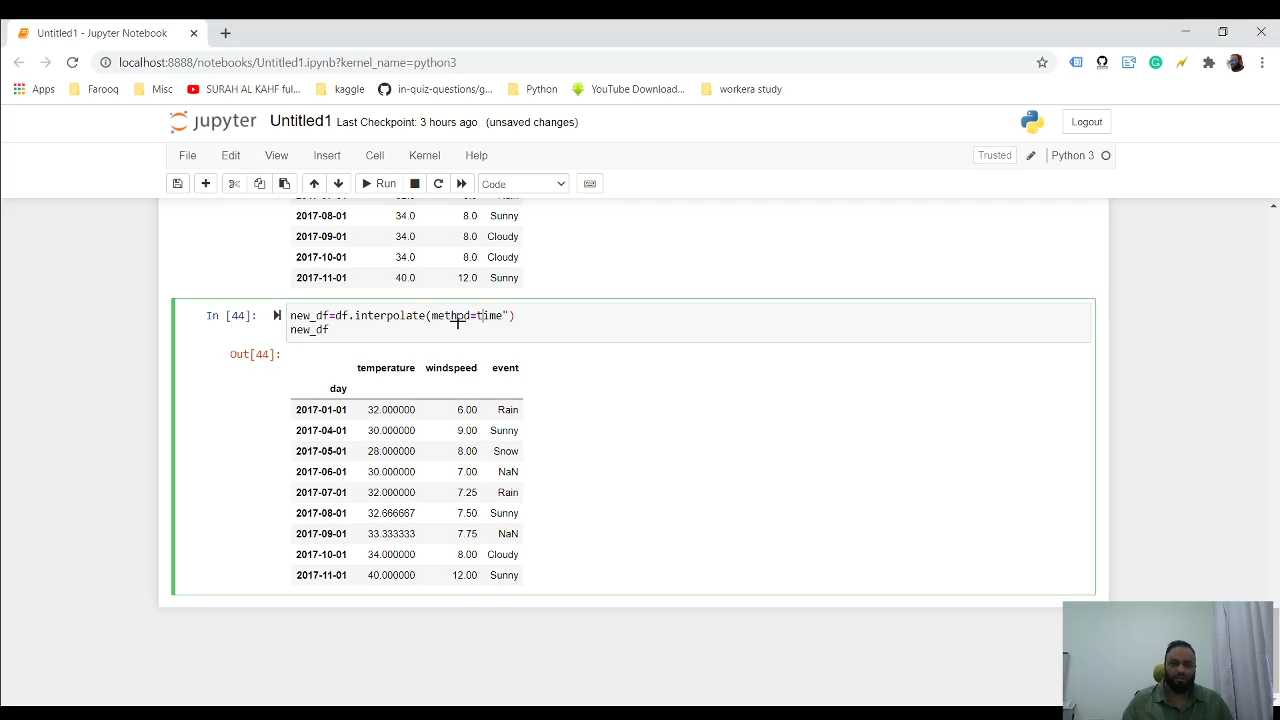 Untitled1 - Jupyter Notebook
localhost:8888/notebooks/Untitled1.ipynb?kernel_name=python3
Apps Farooq Misc SURAH AL KAHF ful... kaggle in-quiz-questions/g... Python YouTube Download... workera study
jupyter Untitled1 Last Checkpoint: 3 hours ago (unsaved changes) Logout
File Edit View Insert Cell Kernel Help Trusted Python 3
Run Code
2017-08-01 34.0 8.0 Sunny
2017-09-01 34.0 8.0 Cloudy
2017-10-01 34.0 8.0 Cloudy
2017-11-01 40.0 12.0 Sunny
In [44]: new_df=df.interpolate(method=time")
new_df
Out[44]:
temperature windspeed event
day
2017-01-01 32.000000 6.00 Rain
2017-04-01 30.000000 9.00 Sunny
2017-05-01 28.000000 8.00 Snow
2017-06-01 30.000000 7.00 NaN
2017-07-01 32.000000 7.25 Rain
2017-08-01 32.666667 7.50 Sunny
2017-09-01 33.333333 7.75 NaN
2017-10-01 34.000000 8.00 Cloudy
2017-11-01 40.000000 12.00 Sunny